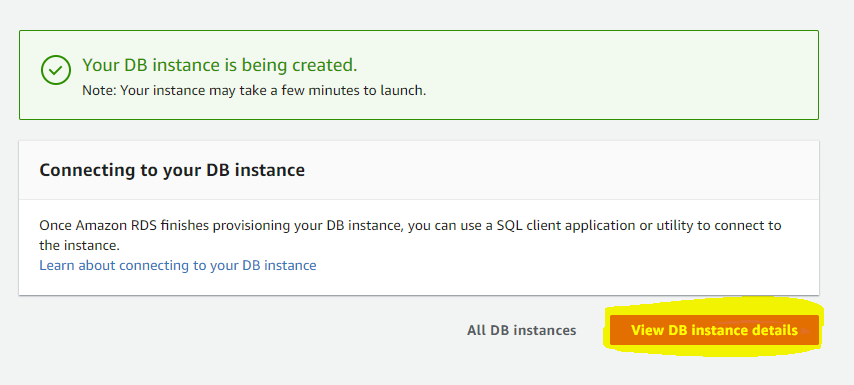 Your DB instance is being created.
Note: Your instance may take a few minutes to launch.
Connecting to your DB instance
Once Amazon RDS finishes provisioning your DB instance, you can use a SQL client application or utility to connect to
the instance.
Learn about connecting to your DB instance
All DB instances
View DB instance details